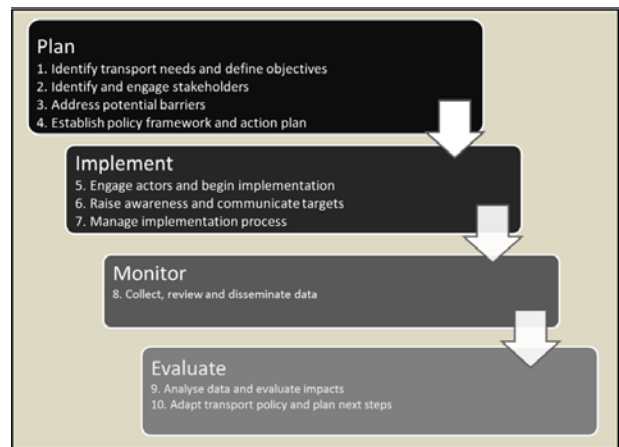 Plan
1. Identify transport needs and define objectives
2. Identify and engage stakeholders
3. Address potential barriers
4. Establish policy framework and action plan
Implement
5. Engage actors and begin implementation
6. Raise awareness and communicate targets
7. Manage implementation process
Monitor
8. Collect, review and disseminate data
Evaluate
9. Analyse data and evaluate impacts
10. Adapt transport policy and plan next steps